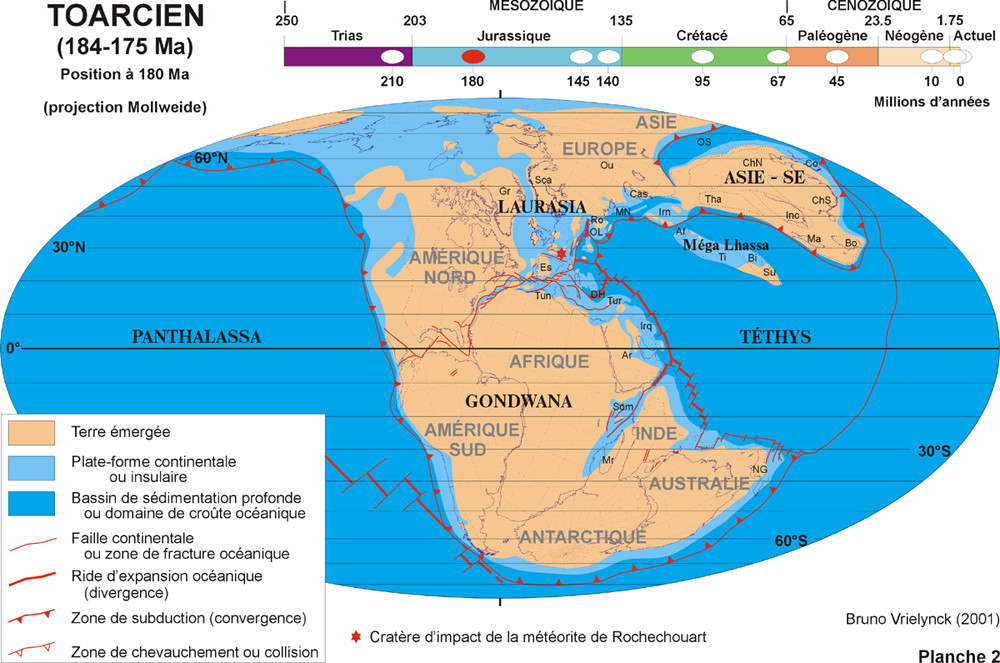 TOARCIEN
(184-175 Ma)
Position à 180 Ma
(projection Mollweide)
MÉSOZOÏQUE CÉNOZOÏQUE
250 203 135 65 23.5 1.75
Trias Jurassique Crétacé Paléogène Néogène Actuel
210 180 145 140 95 67 45 10 0
Millions d'années
ASIE
OS
60°N
EUROPE
Ou
ChN Co
ASIE - SE
Sca
Gr
Cas
Tha
ChS
LAURASIA
MN
Irn
Inc
Ro
OL
Af
Ma
Bo
30°N
Méga Lhassa
Ti Bi
AMÉRIQUE
NORD
Es
Su
Tun
DH
Tur
Irq
PANTHALASSA
TÉTHYS
0°
AFRIQUE
Ar
GONDWANA
Som
AMÉRIQUE
SUD
INDE
30°S
Mr
NG
AUSTRALIE
ANTARCTIQUE
60°S
Terre émergée
Plate-forme continentale
ou insulaire
Bassin de sédimentation profonde
ou domaine de croûte océanique
Faille continentale
ou zone de fracture océanique
Ride d'expansion océanique
(divergence)
Zone de subduction (convergence)
Zone de chevauchement ou collision
Cratère d'impact de la météorite de Rochechouart
Bruno Vrielynck (2001)
Planche 2